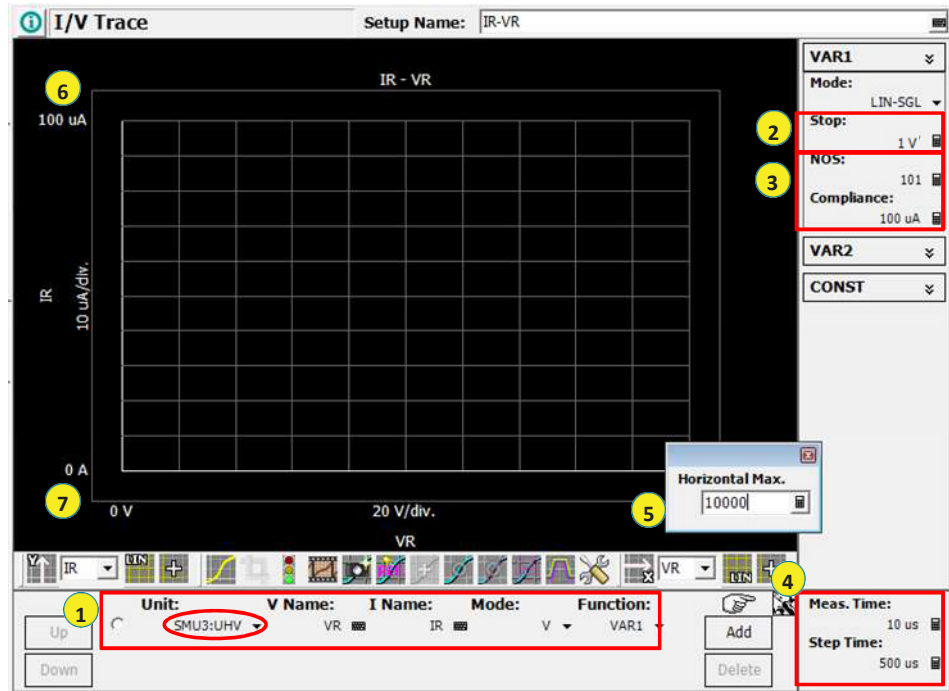 I/V Trace
Setup Name: IR-VR
VAR1
Mode:
LIN-SGL
2
Stop:
1 V
3
NOS:
101
Compliance:
100 uA
VAR2
CONST
6
IR - VR
100 uA
IR
10 uA/div.
0 A
7
0 V
20 V/div.
VR
5
Horizontal Max.
10000
Y
IR
LIN
X
VR
LIN
4
1
Unit: V Name: I Name: Mode: Function:
SMU3:UHV VR IR V VAR1
Up
Down
Add
Delete
Meas. Time:
10 us
Step Time:
500 us